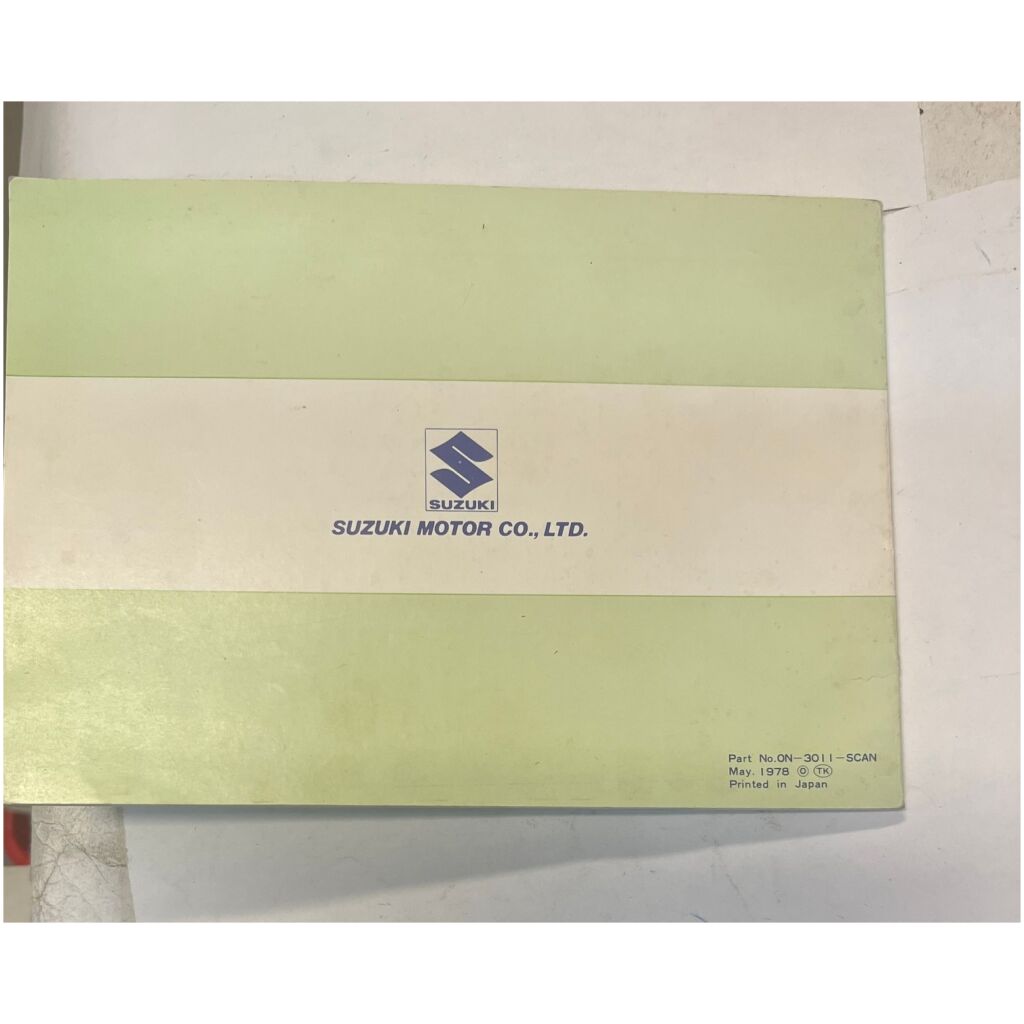 SUZUKI
SUZUKI MOTOR CO., LTD.
Part No.ON-3011-SCAN
May. 1978 Ⓞ TK
Printed in Japan